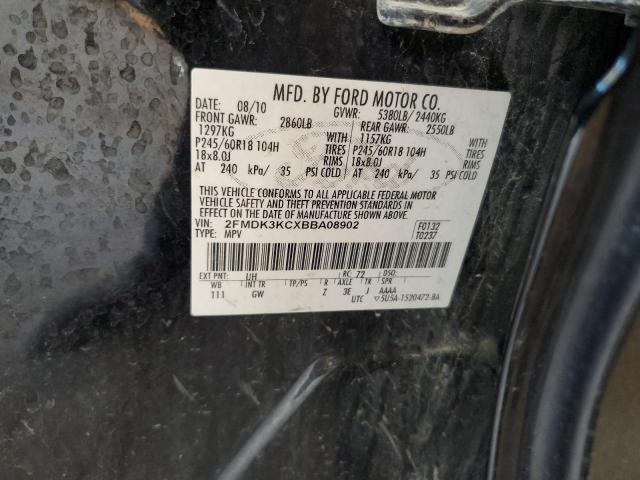 MFD. BY FORD MOTOR CO.
DATE: 08/10 GVWR: 5380LB/ 2440KG
FRONT GAWR: 2860LB REAR GAWR: 2550LB
1297KG WITH 1157KG WITH
P245/60R18 104H TIRES P245/60R18 104H TIRES
18x8.0J RIMS 18x8.0J RIMS
AT 240 kPa/ 35 PSI COLD AT 240 kPa/ 35 PSI COLD
THIS VEHICLE CONFORMS TO ALL APPLICABLE FEDERAL MOTOR
VEHICLE SAFETY AND THEFT PREVENTION STANDARDS IN
EFFECT ON THE DATE OF MANUFACTURE SHOWN ABOVE.
VIN: 2FMDK3KCXBBA08902 F0132
TYPE: MPV T0237
EXT PNT: UH RC: 72 DSO:
WB INT TR TP/PS R AXLE TR SPR
111 GW Z 3E J AAAA
UTC 5U5A-1520472-BA